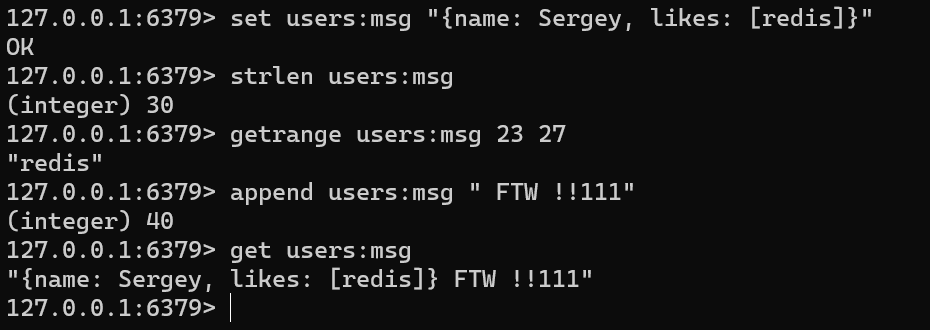 127.0.0.1:6379> set users:msg "{name: Sergey, likes: [redis]}"
OK
127.0.0.1:6379> strlen users:msg
(integer) 30
127.0.0.1:6379> getrange users:msg 23 27
"redis"
127.0.0.1:6379> append users:msg " FTW !!111"
(integer) 40
127.0.0.1:6379> get users:msg
"{name: Sergey, likes: [redis]} FTW !!111"
127.0.0.1:6379>